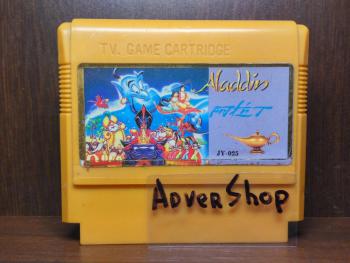 TV. GAME CARTRIDGE
Aladdin
JY-025
ADVERSHOP